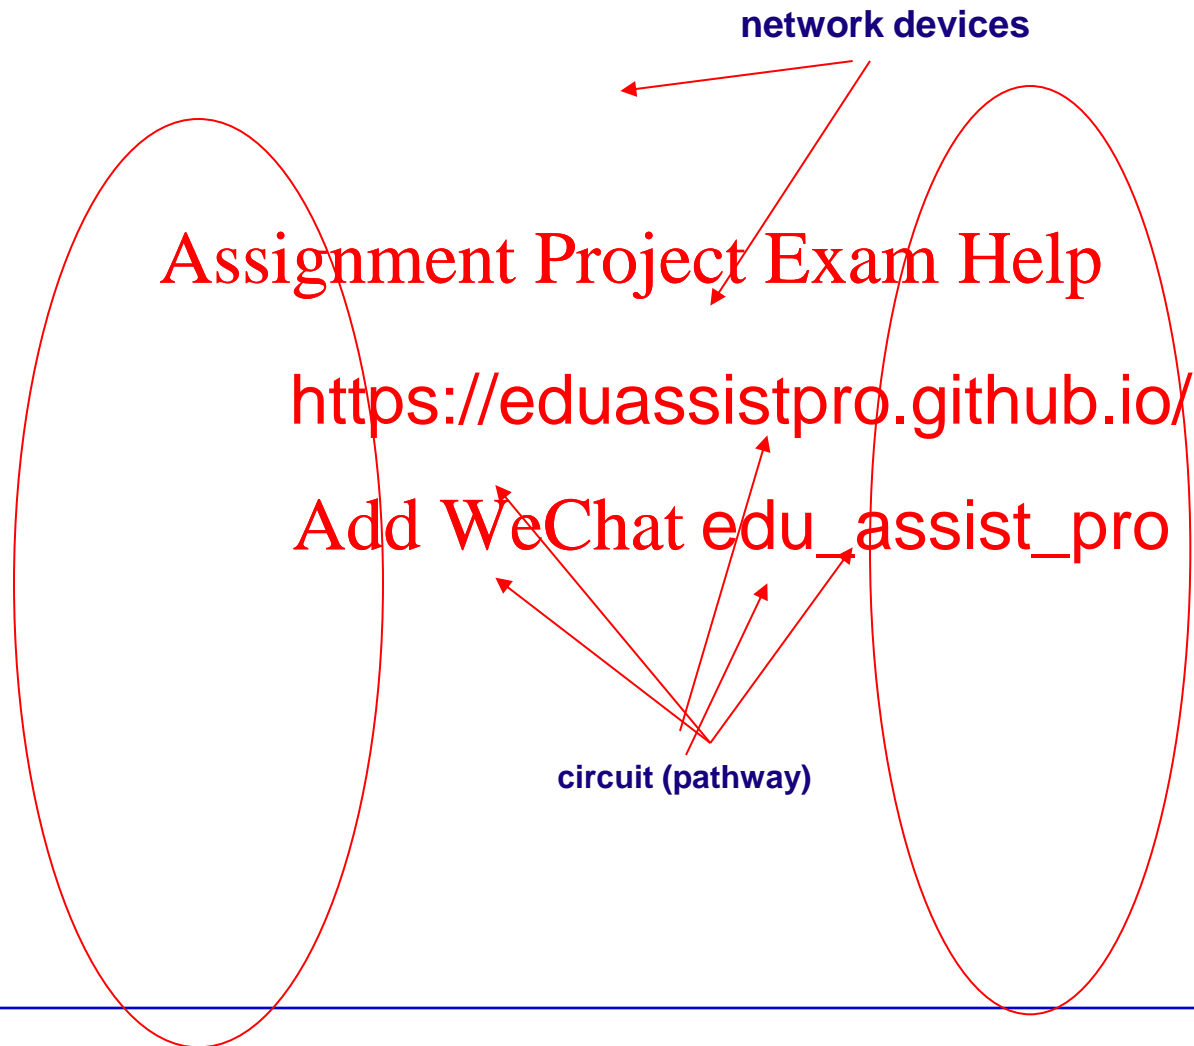 network devices
Assignment Project Exam Help
https://eduassistpro.github.io/
Add WeChat edu_assist_pro
circuit (pathway)